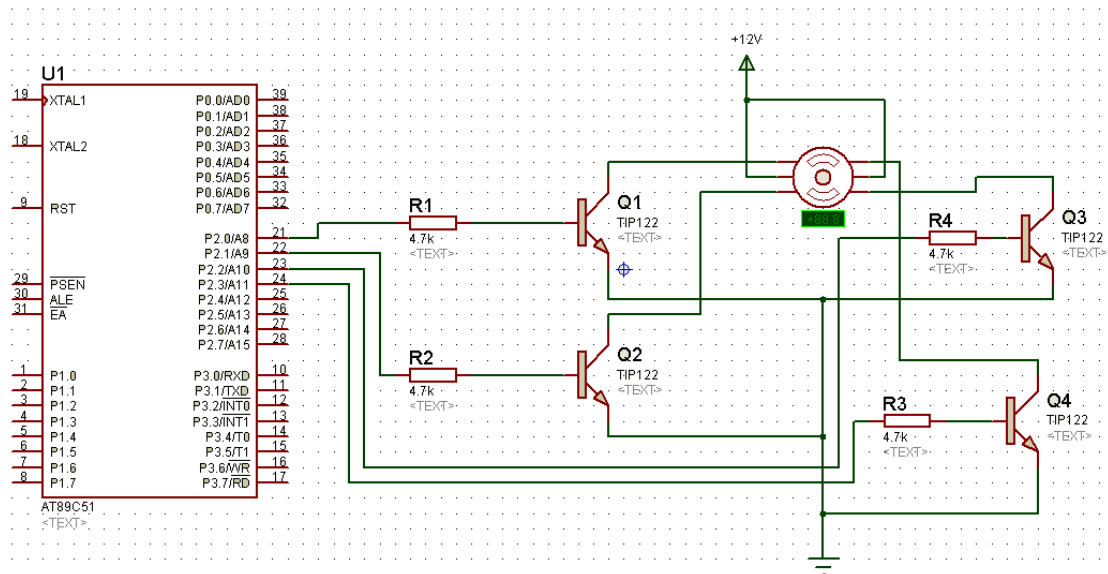 +12V
U1
19 XTAL1 P0.0/AD0 39
P0.1/AD1 38
P0.2/AD2 37
18 XTAL2 P0.3/AD3 36
P0.4/AD4 35
P0.5/AD5 34
P0.6/AD6 33
9 RST P0.7/AD7 32
P2.0/A8 21
P2.1/A9 22
P2.2/A10 23
29 PSEN P2.3/A11 24
30 ALE P2.4/A12 25
31 EA P2.5/A13 26
P2.6/A14 27
P2.7/A15 28
1 P1.0 P3.0/RXD 10
2 P1.1 P3.1/TXD 11
3 P1.2 P3.2/INT0 12
4 P1.3 P3.3/INT1 13
5 P1.4 P3.4/T0 14
6 P1.5 P3.5/T1 15
7 P1.6 P3.6/WR 16
8 P1.7 P3.7/RD 17
AT89C51
<TEXT>
R1
4.7k
<TEXT>
Q1
TIP122
<TEXT>
R4
4.7k
<TEXT>
Q3
TIP122
<TEXT>
R2
4.7k
<TEXT>
Q2
TIP122
<TEXT>
R3
4.7k
<TEXT>
Q4
TIP122
<TEXT>